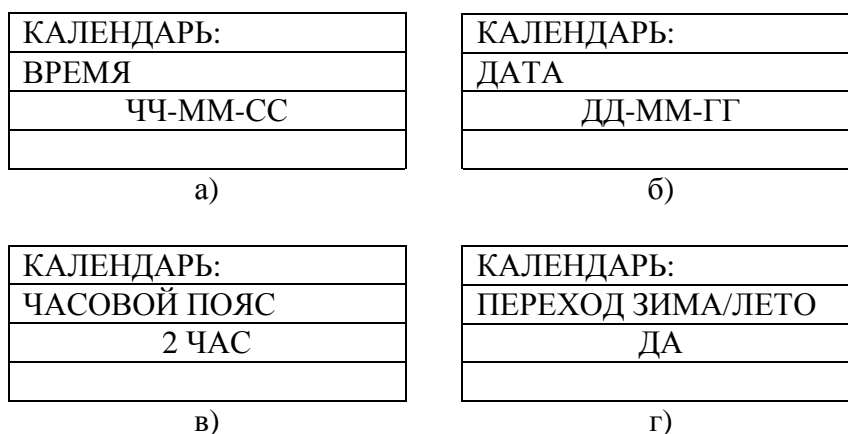 КАЛЕНДАРЬ:
ВРЕМЯ
ЧЧ-ММ-СС
а)
КАЛЕНДАРЬ:
ДАТА
ДД-ММ-ГГ
б)
КАЛЕНДАРЬ:
ЧАСОВОЙ ПОЯС
2 ЧАС
в)
КАЛЕНДАРЬ:
ПЕРЕХОД ЗИМА/ЛЕТО
ДА
г)